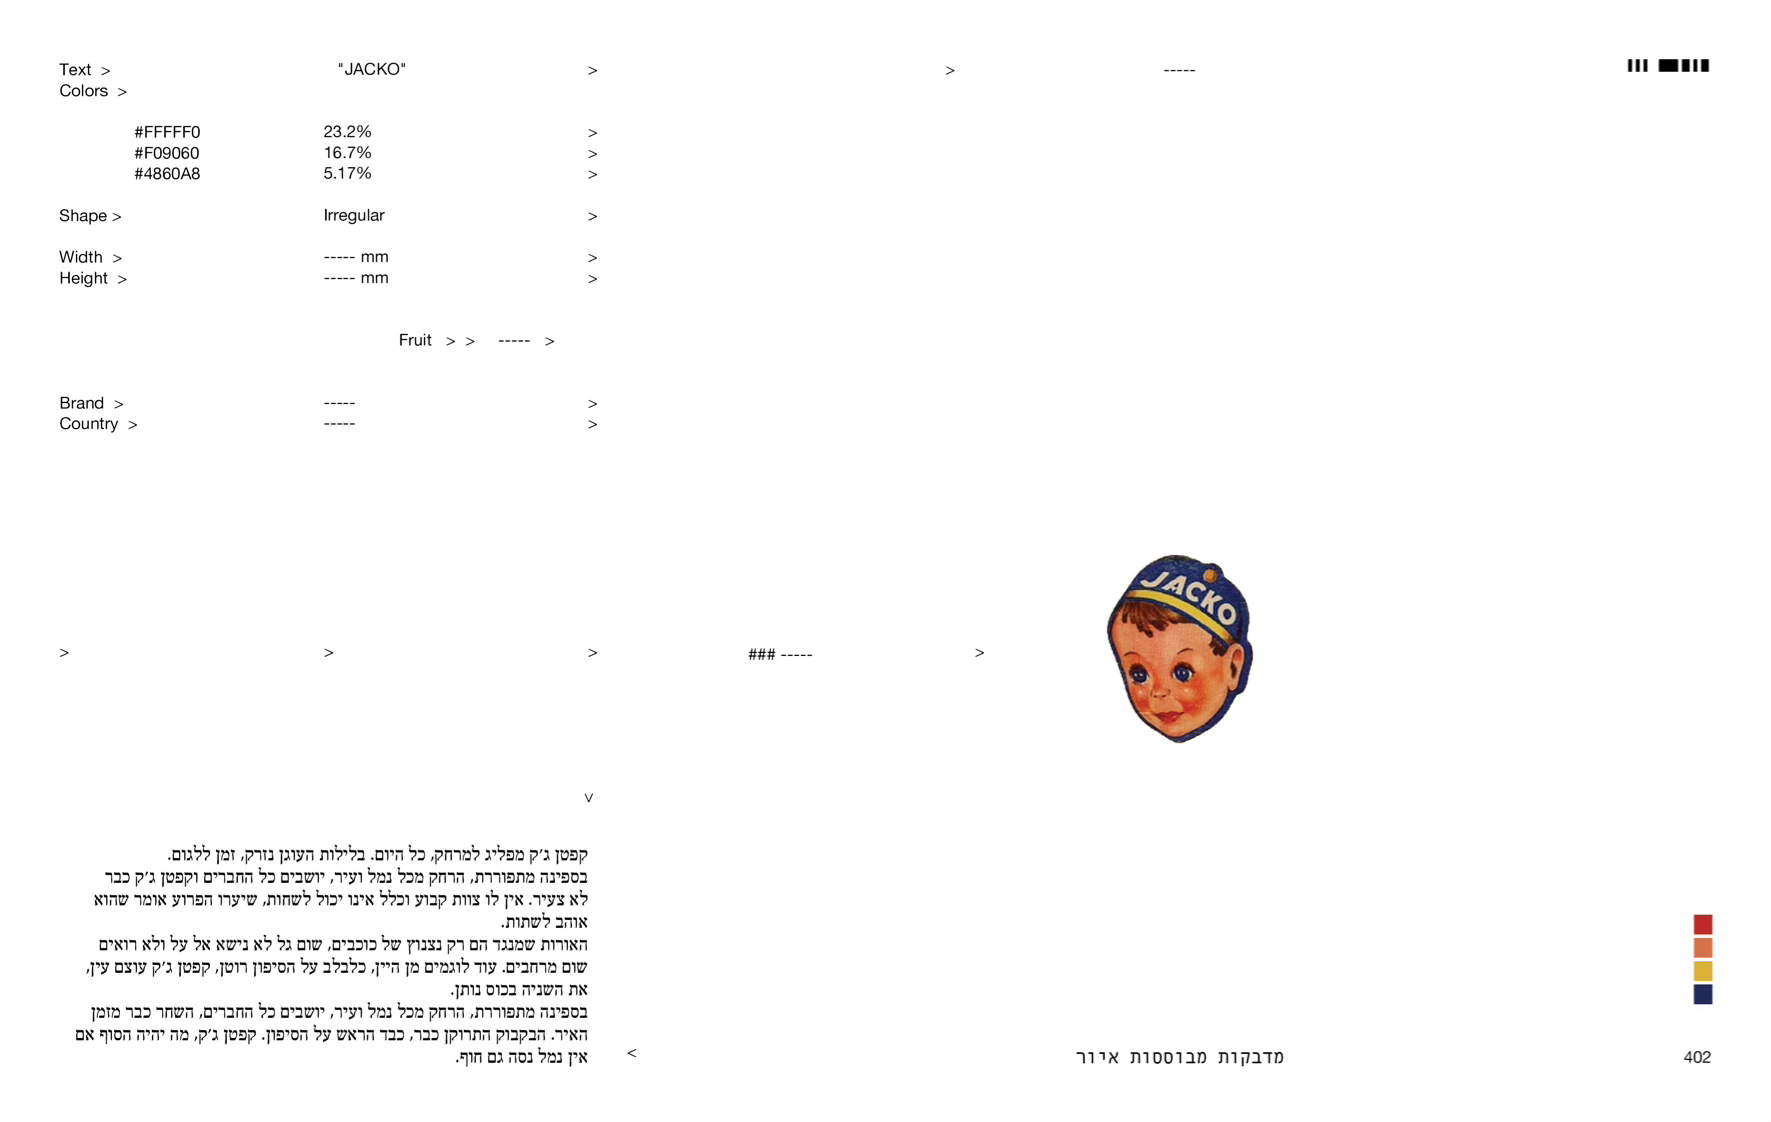 Text > "JACKO" > > -----
Colors >
#FFFFF0 23.2% >
#F09060 16.7% >
#4860A8 5.17% >
Shape > Irregular >
Width > ----- mm >
Height > ----- mm >
Fruit > > ----- >
Brand > ----- >
Country > ----- >
JACKO
> > > ### ----- >
>
קפטן ג'ק מפליג למרחק, כל היום. בלילות העוגן נזרק, זמן ללגום.
בספינה מתפוררת, הרחק מכל נמל ועיר, יושבים כל החברים וקפטן ג'ק כבר
לא צעיר. אין לו צוות קבוע וכלל אינו יכול לשחות, שיערו הפרוע אומר שהוא
אוהב לשתות.
האורות שמנגד הם רק נצנוץ של כוכבים, שום גל לא נישא אל על ולא רואים
שום מרחבים. עוד לוגמים מן היין, כלבלב על הסיפון רוטן, קפטן ג'ק עוצם עין,
את השניה בכוס נותן.
בספינה מתפוררת, הרחק מכל נמל ועיר, יושבים כל החברים, השחר כבר מזמן
האיר. הבקבוק התרוקן כבר, כבד הראש על הסיפון. קפטן ג'ק, מה יהיה הסוף אם
אין נמל נסה גם חוף.
<
מדבקות מבוססות איור
402